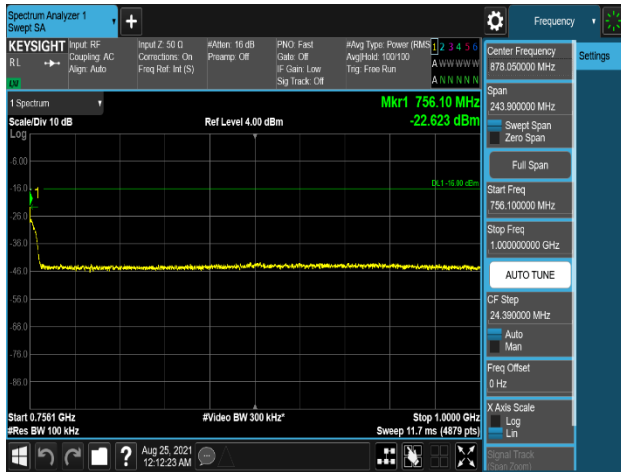 Spectrum Analyzer 1
Swept SA
Frequency
KEYSIGHT
RL
Input: RF
Coupling: AC
Align: Auto
Input Z: 50 Ω
Corrections: On
Freq Ref: Int (S)
#Atten: 16 dB
Preamp: Off
PNO: Fast
Gate: Off
IF Gain: Low
Sig Track: Off
#Avg Type: Power (RMS
Avg|Hold: 100/100
Trig: Free Run
1 2 3 4 5 6
A W W W W W
A N N N N N
1 Spectrum
Scale/Div 10 dB
Ref Level 4.00 dBm
Mkr1 756.10 MHz
-22.623 dBm
Log
-6.00
-16.0
1
DL1 -16.00 dBm
-26.0
-36.0
-46.0
-56.0
-66.0
-76.0
-86.0
Start 0.7561 GHz
#Res BW 100 kHz
#Video BW 300 kHz*
Stop 1.0000 GHz
Sweep 11.7 ms (4879 pts)
Aug 25, 2021
12:12:23 AM
Settings
Center Frequency
878.050000 MHz
Span
243.900000 MHz
Swept Span
Zero Span
Full Span
Start Freq
756.100000 MHz
Stop Freq
1.000000000 GHz
AUTO TUNE
CF Step
24.390000 MHz
Auto
Man
Freq Offset
0 Hz
X Axis Scale
Log
Lin
Signal Track
(Span Zoom)